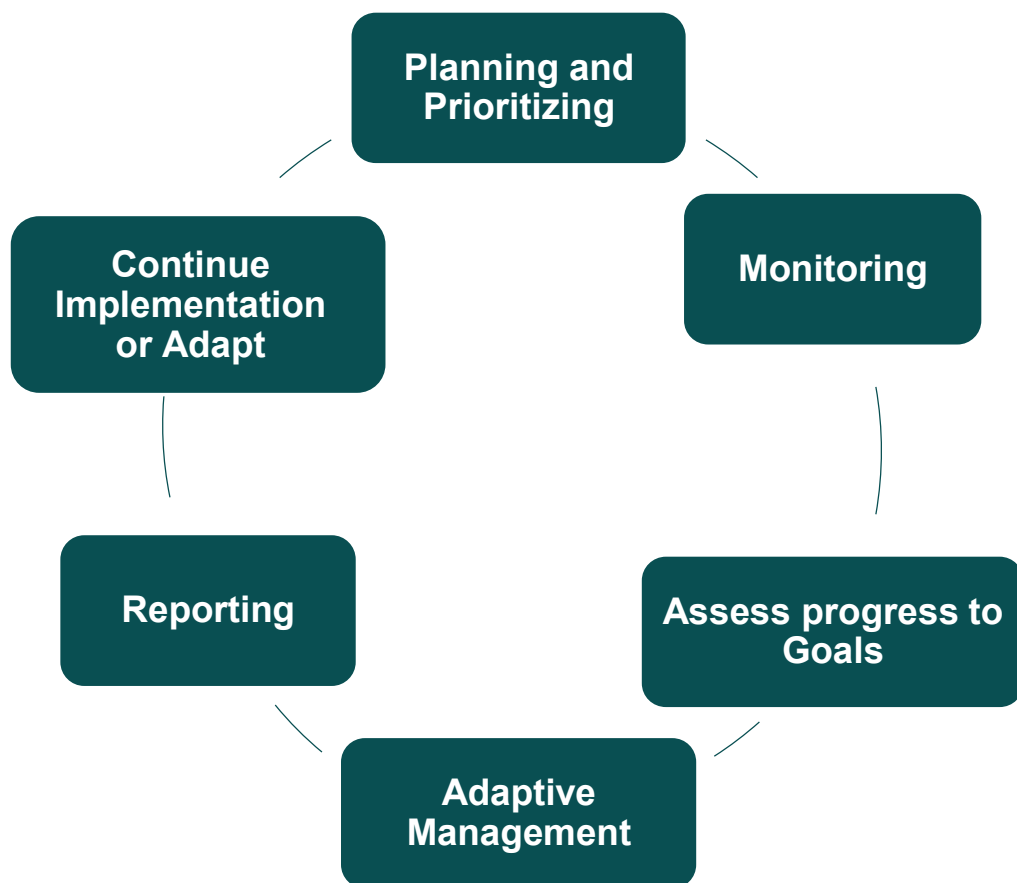 Planning and
Prioritizing
Monitoring
Assess progress to
Goals
Adaptive
Management
Reporting
Continue
Implementation
or Adapt